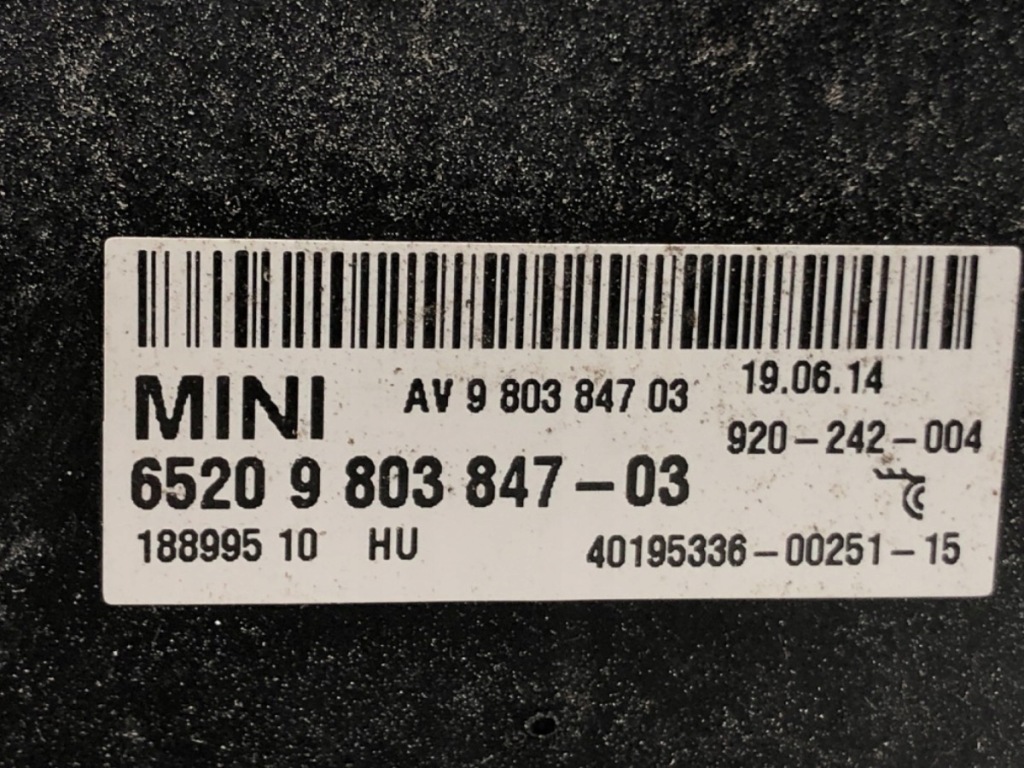 MINI AV 9 803 847 03 19.06.14
920-242-004
6520 9 803 847-03
188995 10 HU 40195336-00251-15